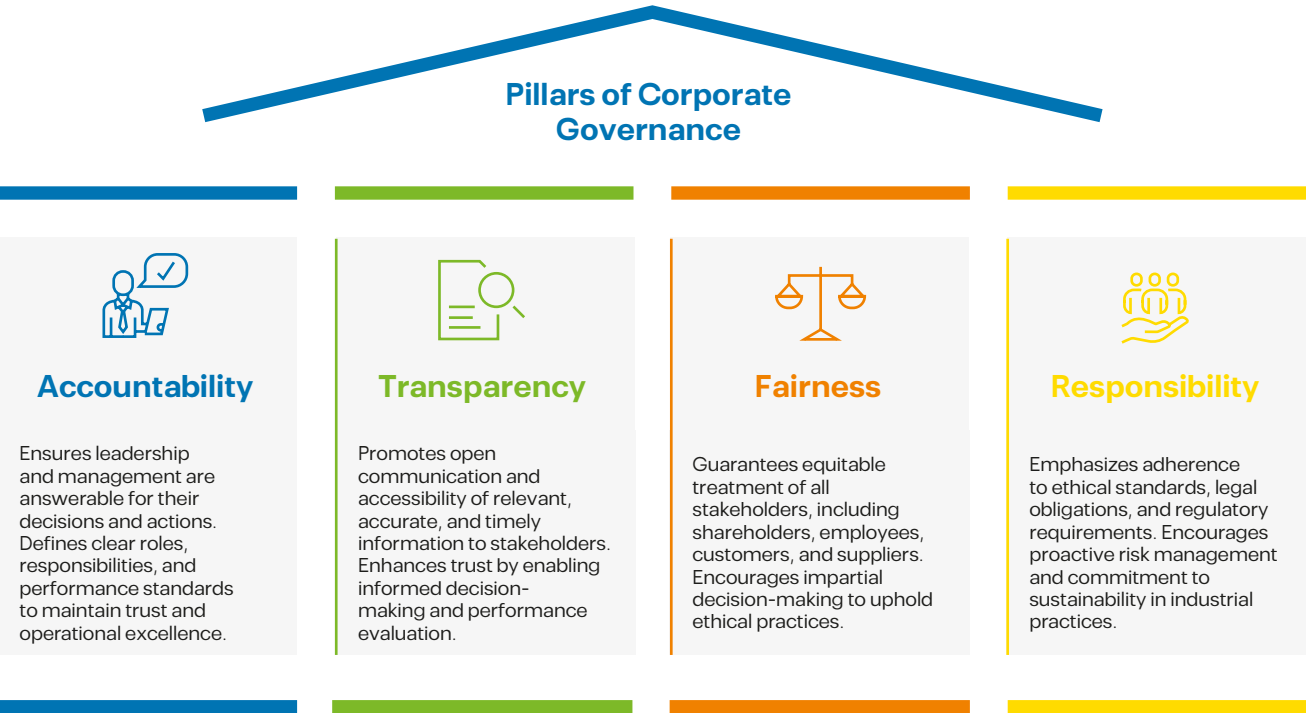 Pillars of Corporate
Governance
Accountability
Ensures leadership
and management are
answerable for their
decisions and actions.
Defines clear roles,
responsibilities, and
performance standards
to maintain trust and
operational excellence.
Transparency
Promotes open
communication and
accessibility of relevant,
accurate, and timely
information to stakeholders.
Enhances trust by enabling
informed decision-
making and performance
evaluation.
Fairness
Guarantees equitable
treatment of all
stakeholders, including
shareholders, employees,
customers, and suppliers.
Encourages impartial
decision-making to uphold
ethical practices.
Responsibility
Emphasizes adherence
to ethical standards, legal
obligations, and regulatory
requirements. Encourages
proactive risk management
and commitment to
sustainability in industrial
practices.